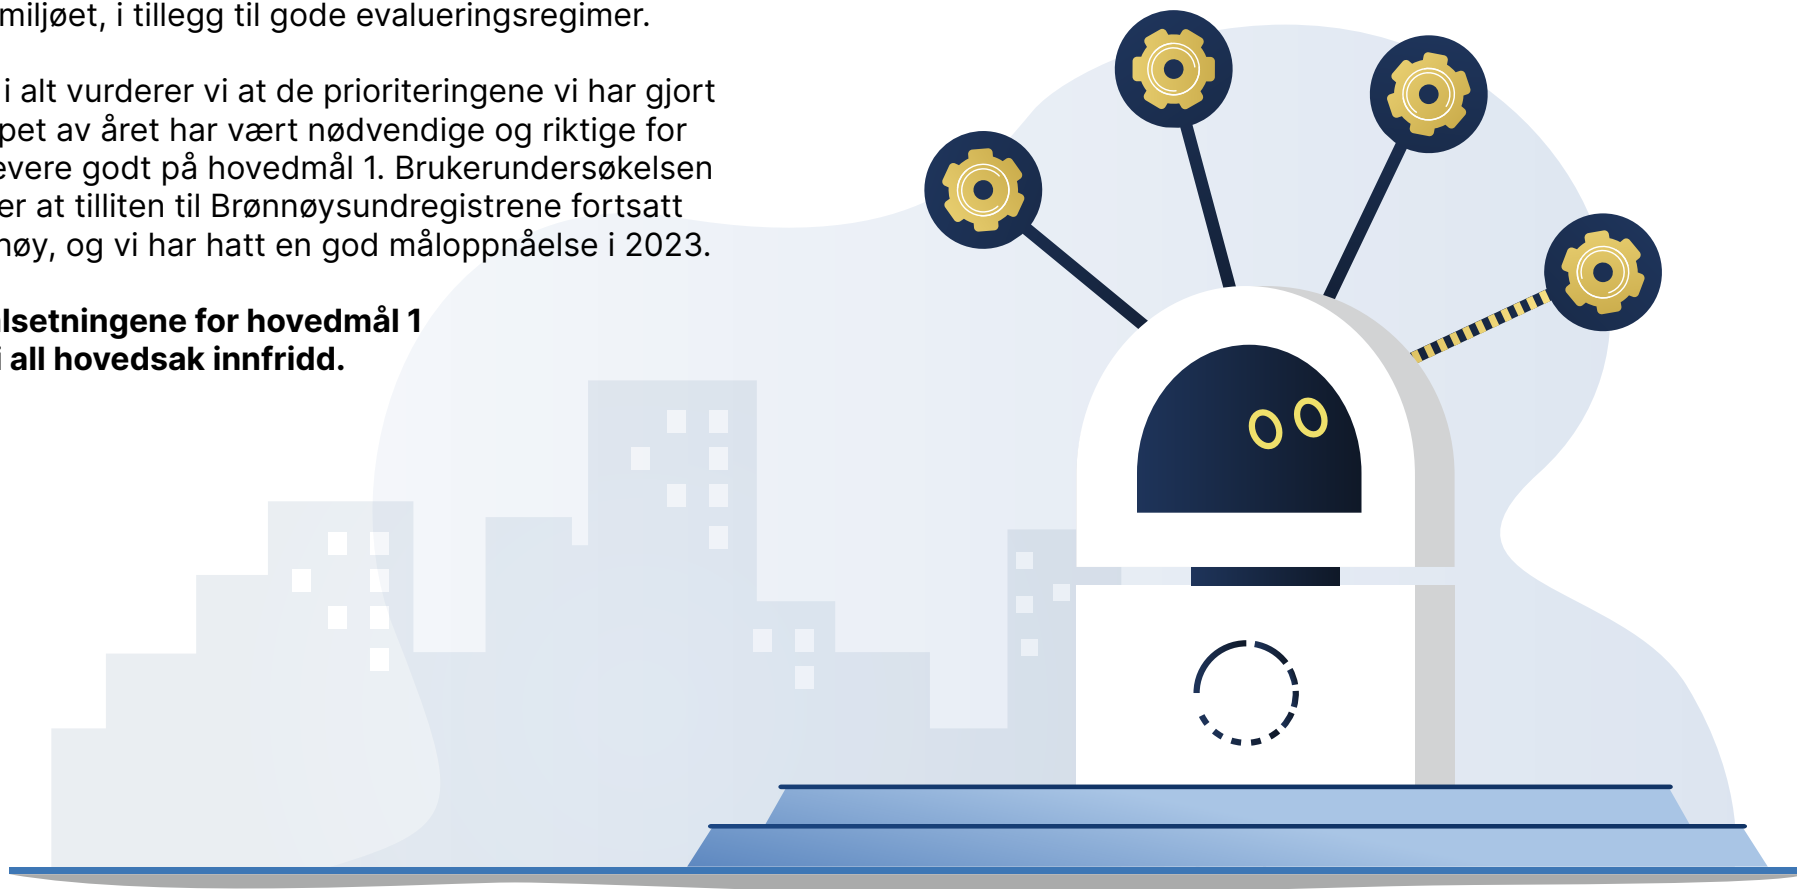 miljøet, i tillegg til gode evalueringsregimer.
i alt vurderer vi at de prioriteringene vi har gjort
pet av året har vært nødvendige og riktige for
evere godt på hovedmål 1. Brukerundersøkelsen
er at tilliten til Brønnøysundregistrene fortsatt
høy, og vi har hatt en god måloppnåelse i 2023.
lsetningene for hovedmål 1
i all hovedsak innfridd.